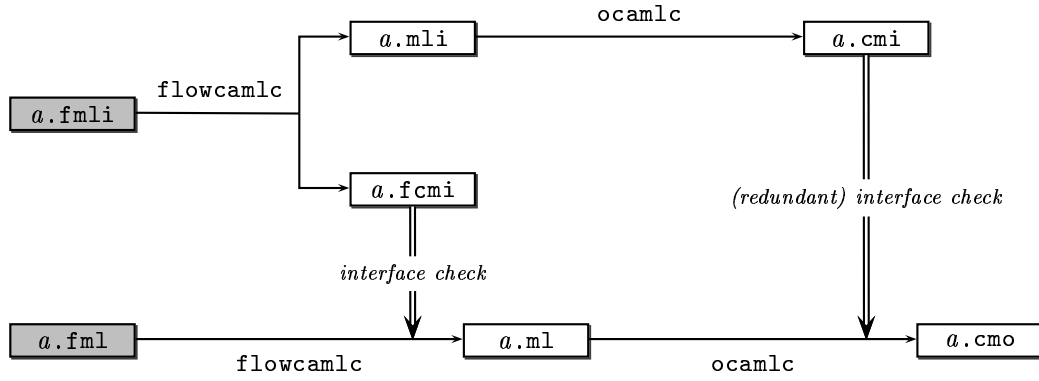 ocamlc
a.mli
a.cmi
flowcamlc
a.fmli
a.fcmi
(redundant) interface check
interface check
a.fml
a.ml
a.cmo
flowcamlc
ocamlc